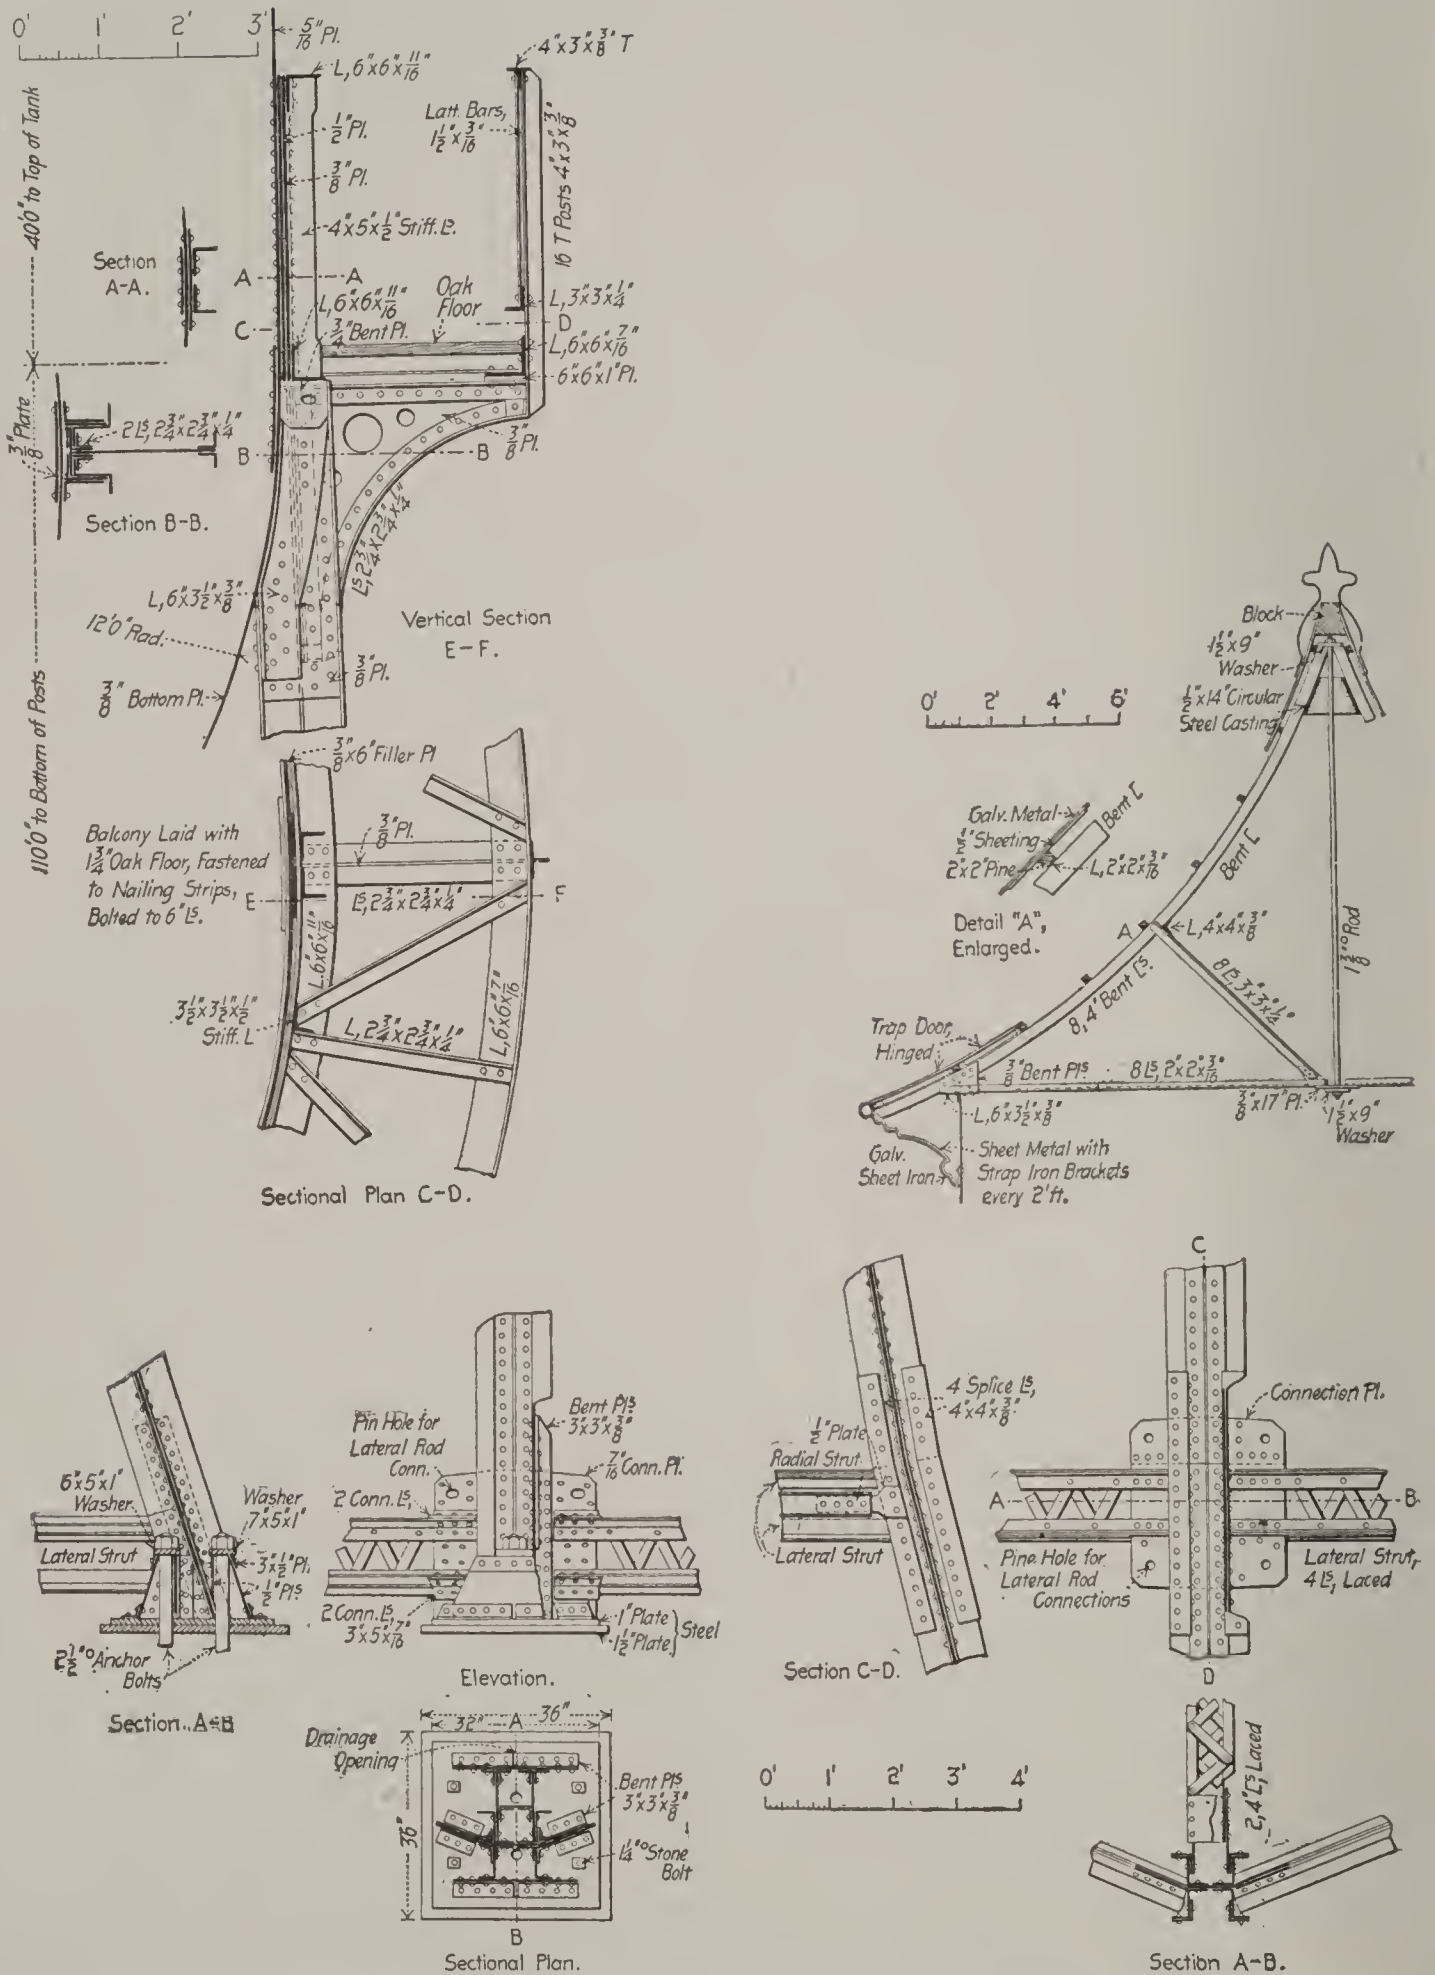 0' 1' 2' 3'
5/16" Pl.
L, 6"x6"x11/16"
4"x3"x3/8" T
Latt. Bars,
1 1/2"x3/16"
1/2" Pl.
3/8" Pl.
16 T Posts 4"x3"x3/8"
4"x5"x1/2" Stiff. L.
40'0" to Top of Tank
Section
A-A.
A A
L, 6"x6"x11/16"
Oak
Floor
L, 3"x3"x1/4"
C D
3/4" Bent Pl.
L, 6"x6"x7/16"
6"x6"x1" Pl.
3/8" Plate
2 Ls, 2 3/4"x2 3/4"x1/4"
B B
3/8" Pl.
Section B-B.
Ls, 2 3/4"x2 3/4"x1/4"
L, 6"x3 1/2"x3/8"
12'0" Rad.
Vertical Section
E-F.
3/8" Pl.
3/8" Bottom Pl.
110'0" to Bottom of Posts
3/8"x6" Filler Pl
Balcony Laid with
1 3/4" Oak Floor, Fastened
to Nailing Strips,
Bolted to 6" Ls.
3/8" Pl.
E F
Ls, 2 3/4"x2 3/4"x1/4"
L, 6"x6"x11/16"
3 1/2"x3 1/2"x1/2"
Stiff. L
L, 2 3/4"x2 3/4"x1/4"
L, 6"x6"x7/16"
Sectional Plan C-D.
Block
1 1/2"x9"
Washer
1/2"x14" Circular
Steel Casting
0' 2' 4' 6'
Galv. Metal
Sheeting
2"x2" Pine
Bent [
L, 2"x2"x3/16"
Detail "A",
Enlarged.
Bent [
A
L, 4"x4"x3/8"
8, 4" Bent [s.
8 Ls, 3"x3"x1/4"
1 3/8" Rod
Trap Door,
Hinged
3/8" Bent Pls.
8 Ls, 2"x2"x3/16"
L, 6"x3 1/2"x3/8"
3/8"x17" Pl.
1 1/2"x9"
Washer
Galv.
Sheet Iron
Sheet Metal with
Strap Iron Brackets
every 2' ft.
6"x5"x1"
Washer
Washer
7"x5"x1"
Lateral Strut
3"x1/2" Pl.
1/2" Pls
2 1/2" Anchor
Bolts
Section A-B
Pin Hole for
Lateral Rod
Conn.
Bent Pls
3"x3"x3/8"
7/16" Conn. Pl.
2 Conn. Ls
2 Conn. Ls,
3"x5"x7/16"
1" Plate
1 1/2" Plate
Steel
Elevation.
36"
32"
A
Drainage
Opening
Bent Pls
3"x3"x3/8"
36"
1 1/4" Stone
Bolt
B
Sectional Plan.
4 Splice Ls,
4"x4"x3/8"
1/2" Plate
Radial Strut
Lateral Strut
Section C-D.
C
Connection Pl.
A B
Pin Hole for
Lateral Rod
Connections
Lateral Strut,
4 Ls, Laced
D
0' 1' 2' 3' 4'
2, 4" Ls, Laced
Section A-B.